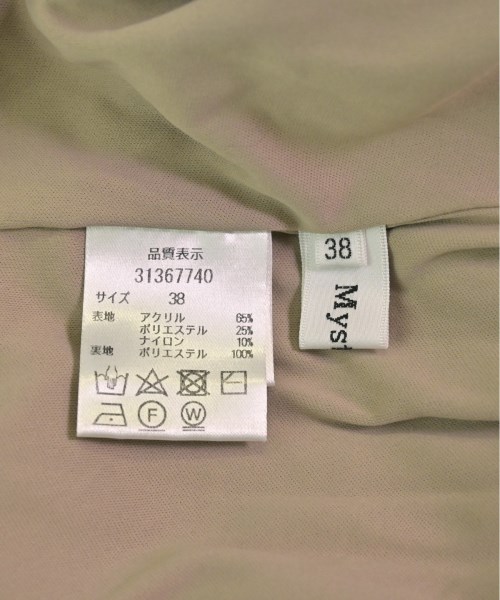 品質表示
31367740
サイズ 38
表地 アクリル 65%
ポリエステル 25%
ナイロン 10%
実地 ポリエステル 100%
F W
38
Myst